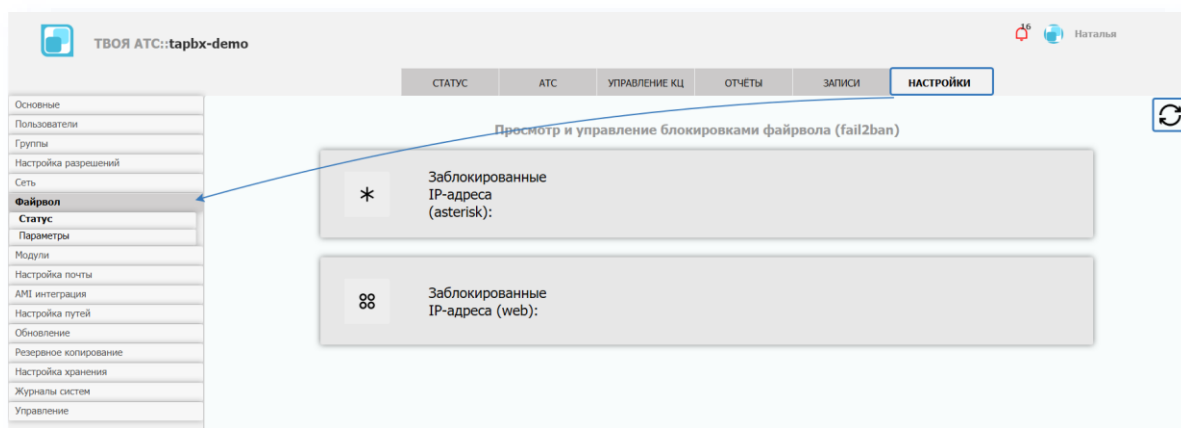 ТВОЯ АТС::tapbx-demo
16
Наталья
СТАТУС
АТС
УПРАВЛЕНИЕ КЦ
ОТЧЁТЫ
ЗАПИСИ
НАСТРОЙКИ
Основные
Пользователи
Группы
Настройка разрешений
Сеть
Файрвол
Статус
Параметры
Модули
Настройка почты
AMI интеграция
Настройка путей
Обновление
Резервное копирование
Настройка хранения
Журналы систем
Управление
Просмотр и управление блокировками файрвола (fail2ban)
Заблокированные
IP-адреса
(asterisk):
Заблокированные
IP-адреса (web):